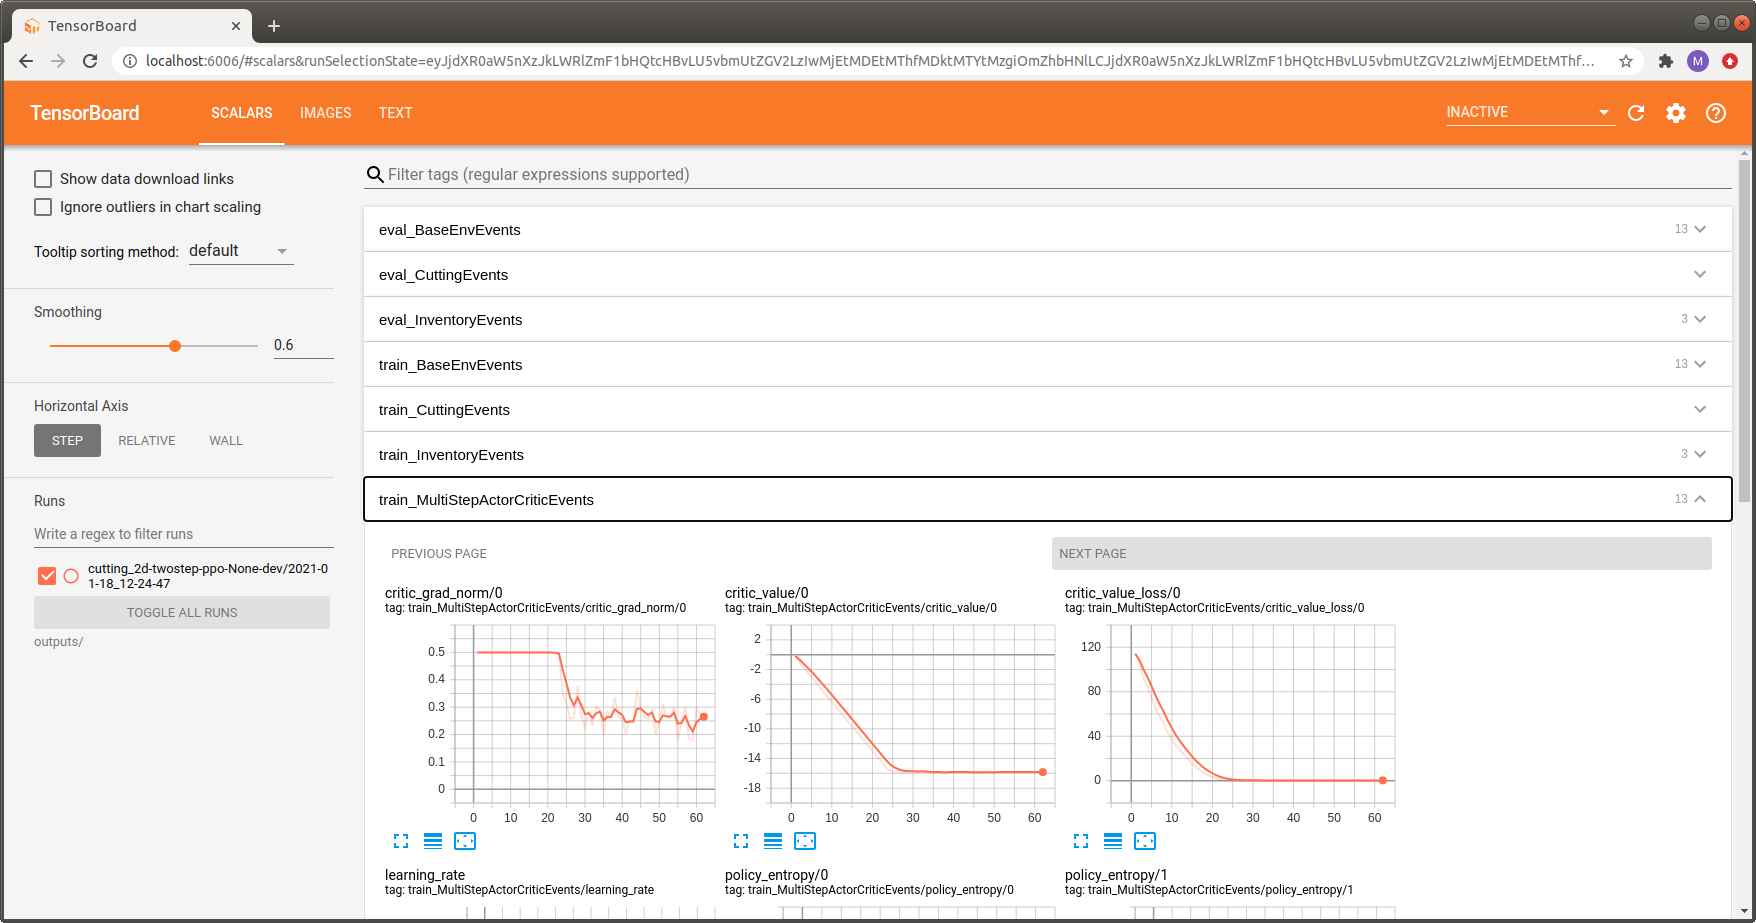 TensorBoard
localhost:6006/#scalars&runSelectionState=eyJjdXR0aW5nXzJkLWRlZmF1bHQtcHBvLU5vbmUtZGV2LzIwMjEtMDEtMThfMDktMTYtMzgiOmZhbHNlLCJjdXR0aW5nXzJkLWRlZmF1bHQtcHBvLU5vbmUtZGV2LzIwMjEtMDEtMThf...
M
TensorBoard
SCALARS
IMAGES
TEXT
INACTIVE
Show data download links
Ignore outliers in chart scaling
Tooltip sorting method: default
Smoothing
0.6
Horizontal Axis
STEP
RELATIVE
WALL
Runs
Write a regex to filter runs
cutting_2d-twostep-ppo-None-dev/2021-0
1-18_12-24-47
TOGGLE ALL RUNS
outputs/
Filter tags (regular expressions supported)
eval_BaseEnvEvents 13
eval_CuttingEvents
eval_InventoryEvents 3
train_BaseEnvEvents 13
train_CuttingEvents
train_InventoryEvents 3
train_MultiStepActorCriticEvents 13
PREVIOUS PAGE
NEXT PAGE
critic_grad_norm/0
tag: train_MultiStepActorCriticEvents/critic_grad_norm/0
0.5
0.4
0.3
0.2
0.1
0
0 10 20 30 40 50 60
critic_value/0
tag: train_MultiStepActorCriticEvents/critic_value/0
2
-2
-6
-10
-14
-18
0 10 20 30 40 50 60
critic_value_loss/0
tag: train_MultiStepActorCriticEvents/critic_value_loss/0
120
80
40
0
0 10 20 30 40 50 60
learning_rate
tag: train_MultiStepActorCriticEvents/learning_rate
policy_entropy/0
tag: train_MultiStepActorCriticEvents/policy_entropy/0
policy_entropy/1
tag: train_MultiStepActorCriticEvents/policy_entropy/1